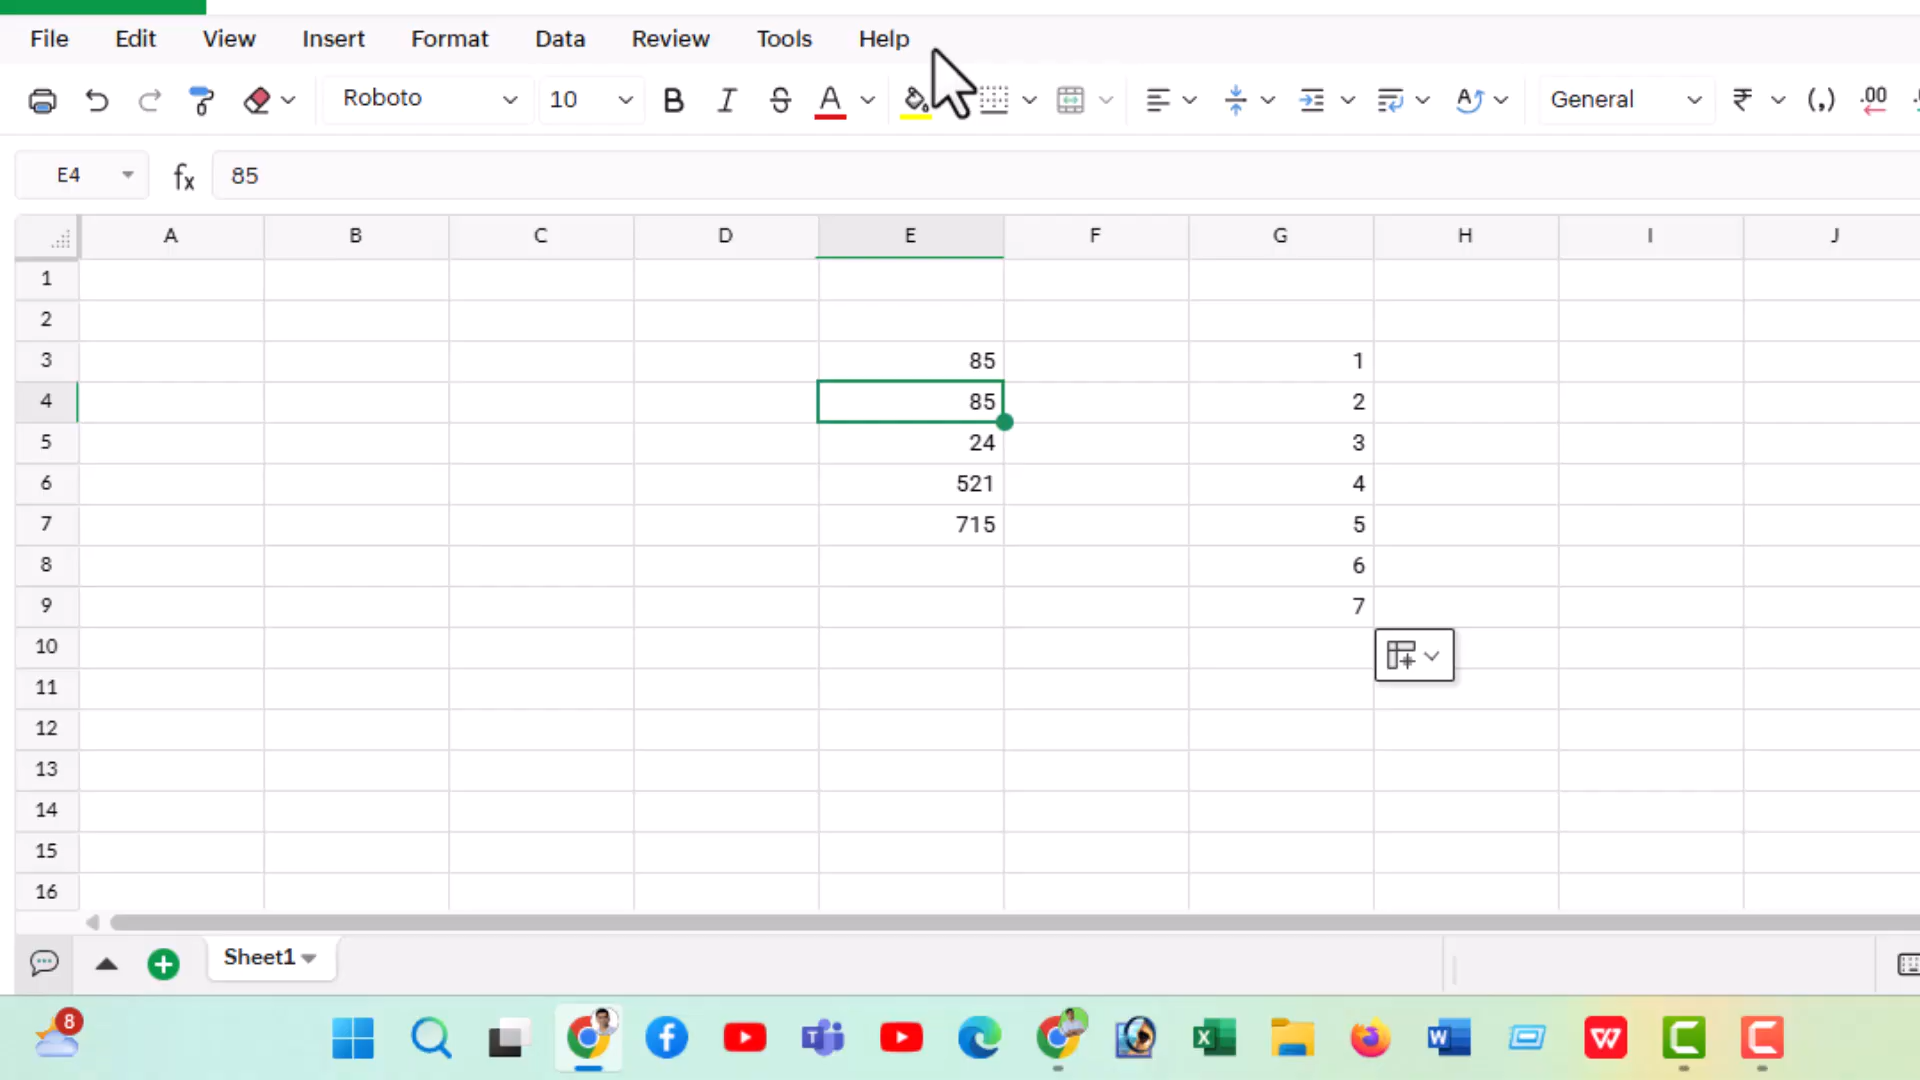 File Edit View Insert Format Data Review Tools Help
Roboto 10 B I S A General ₹ (,) .00
E4 fx 85
A B C D E F G H I J
1
2
3 85 1
4 85 2
5 24 3
6 521 4
7 715 5
8 6
9 7
10
11
12
13
14
15
16
Sheet1
8